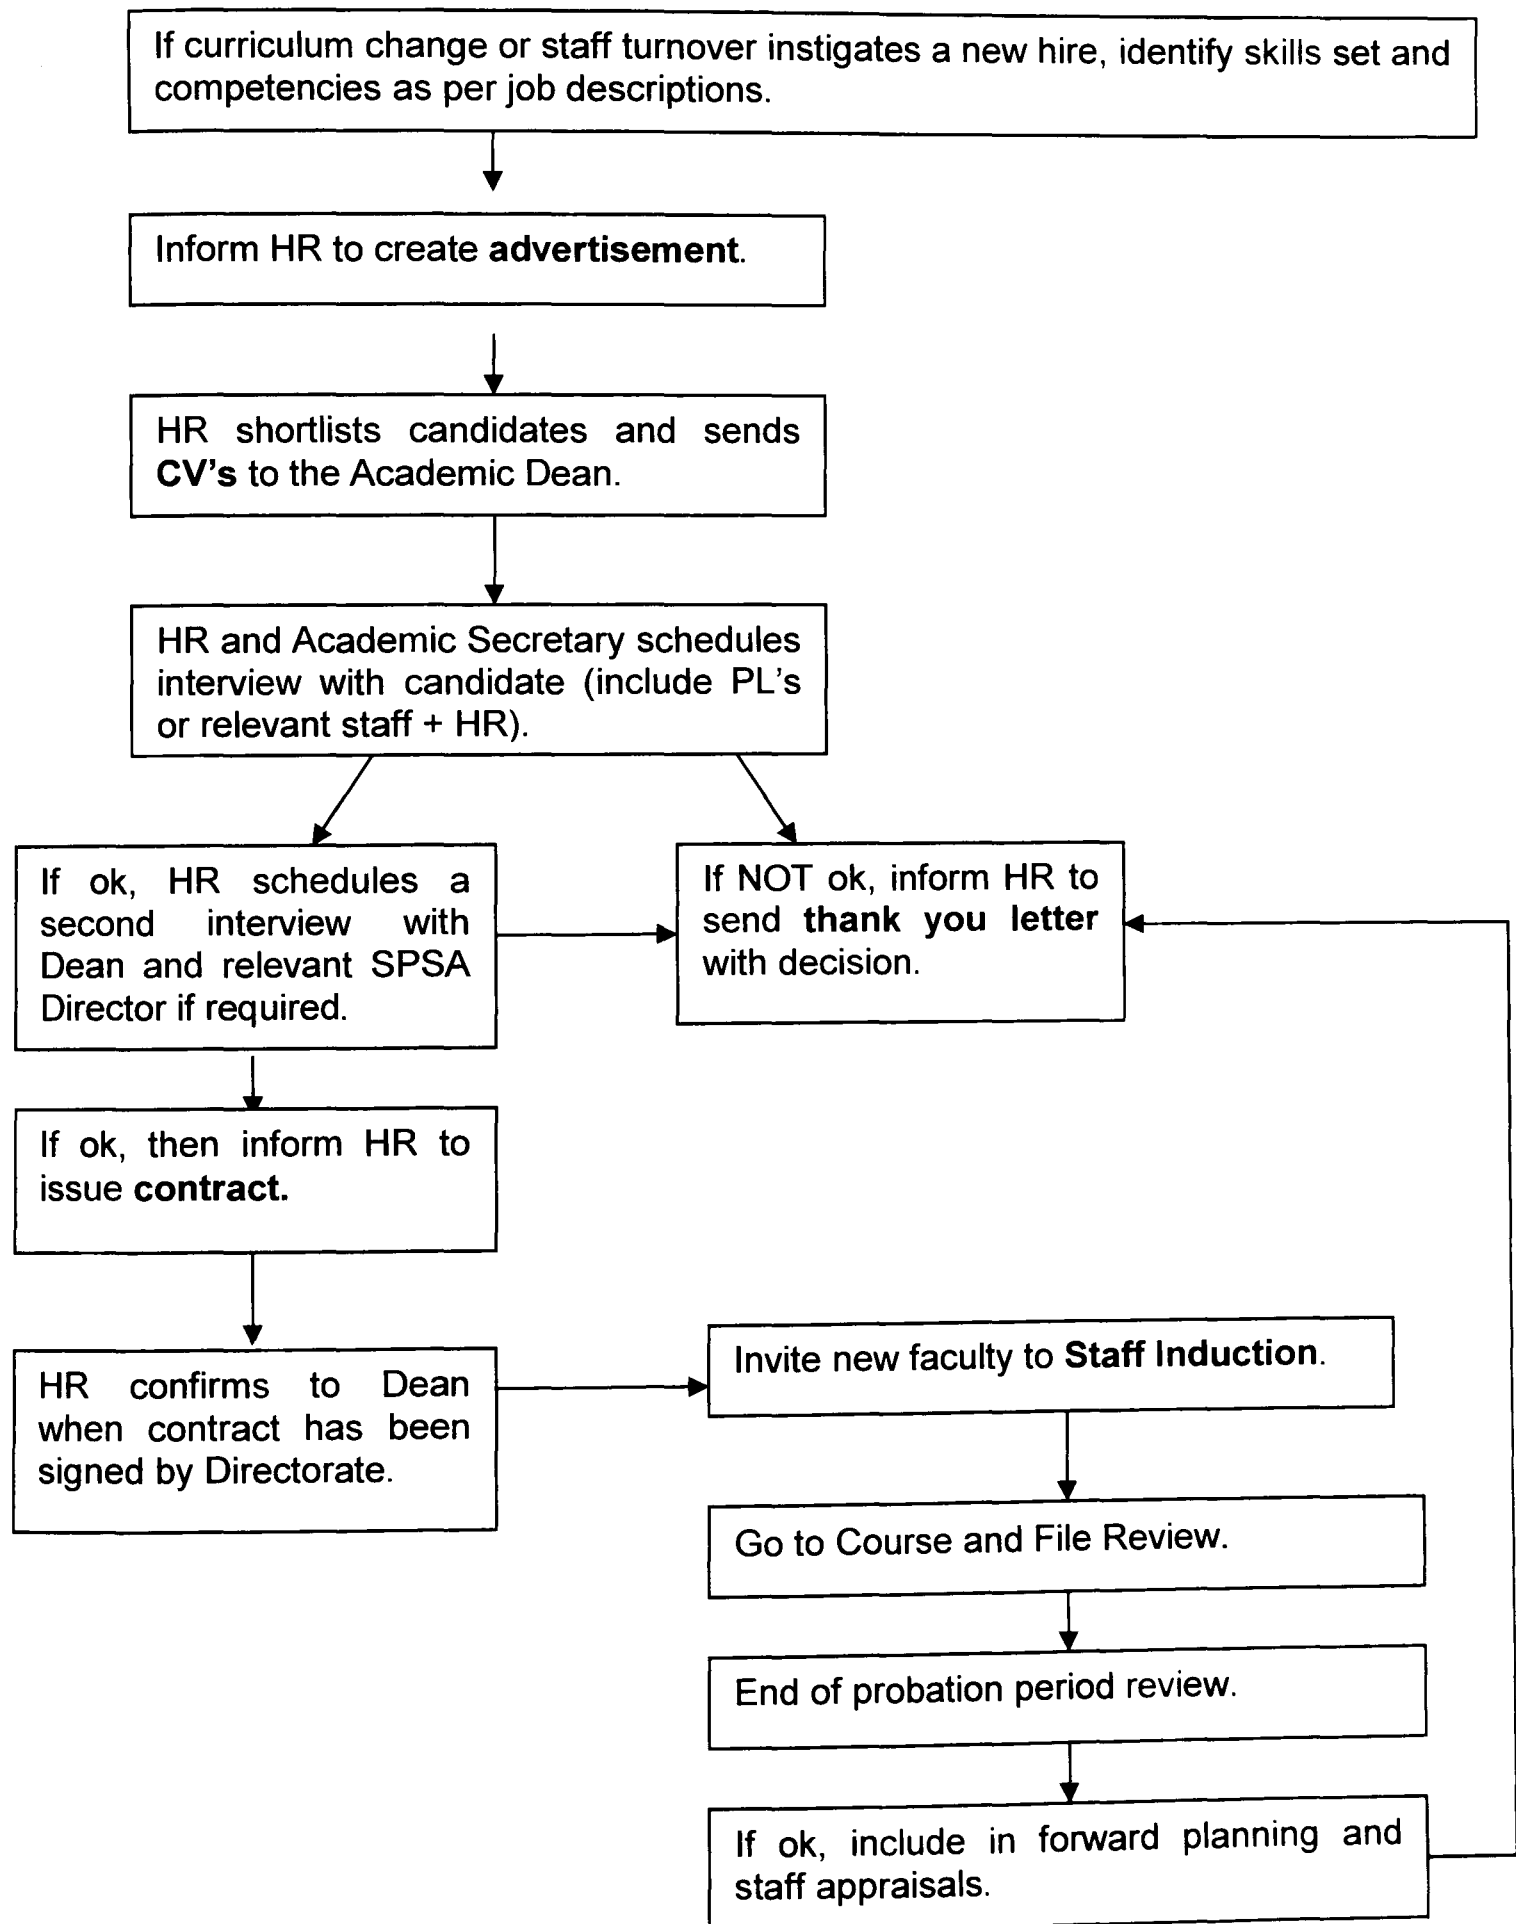 If curriculum change or staff turnover instigates a new hire, identify skills set and
competencies as per job descriptions.
Inform HR to create advertisement.
HR shortlists candidates and sends
CV's to the Academic Dean.
HR and Academic Secretary schedules
interview with candidate (include PL's
or relevant staff + HR).
If ok, HR schedules a
second interview with
Dean and relevant SPSA
Director if required.
If NOT ok, inform HR to
send thank you letter
with decision.
If ok, then inform HR to
issue contract.
HR confirms to Dean
when contract has been
signed by Directorate.
Invite new faculty to Staff Induction.
Go to Course and File Review.
End of probation period review.
If ok, include in forward planning and
staff appraisals.